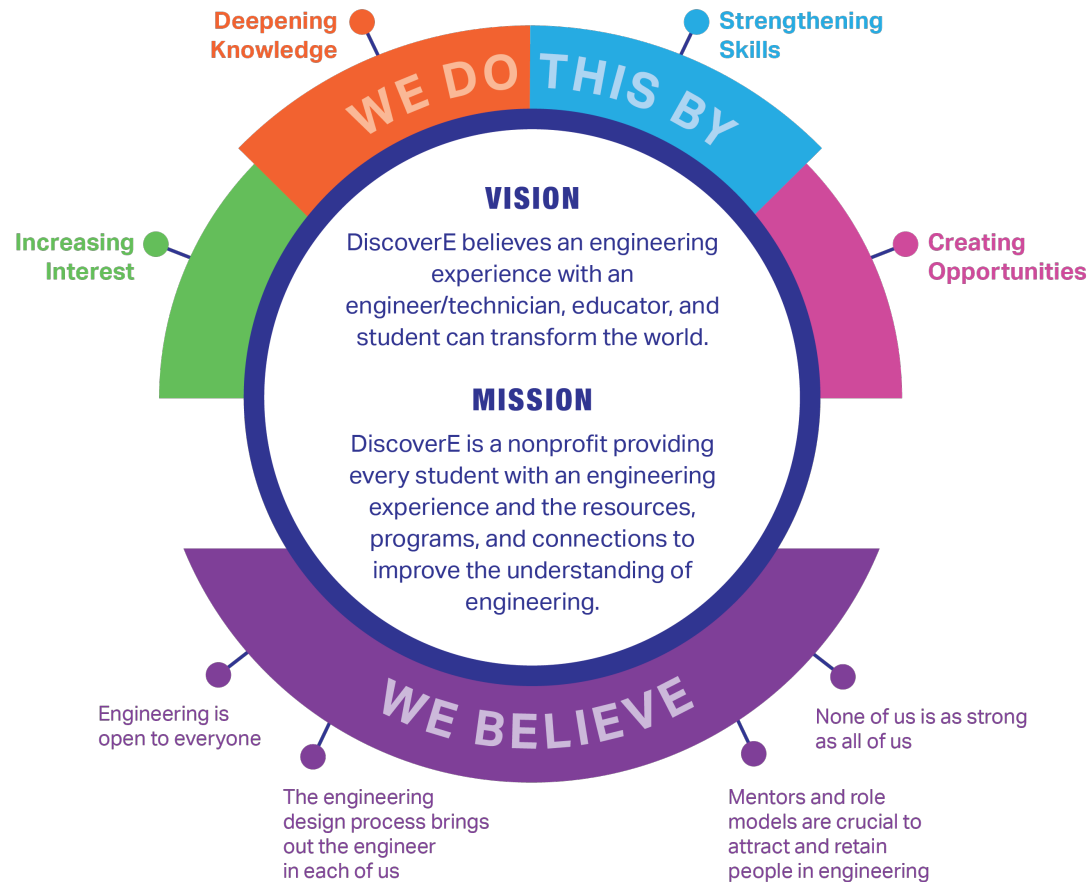 Deepening
Knowledge
Strengthening
Skills
WE DO THIS BY
Increasing
Interest
Creating
Opportunities
VISION
DiscoverE believes an engineering
experience with an
engineer/technician, educator, and
student can transform the world.
MISSION
DiscoverE is a nonprofit providing
every student with an engineering
experience and the resources,
programs, and connections to
improve the understanding of
engineering.
WE BELIEVE
Engineering is
open to everyone
The engineering
design process brings
out the engineer
in each of us
Mentors and role
models are crucial to
attract and retain
people in engineering
None of us is as strong
as all of us